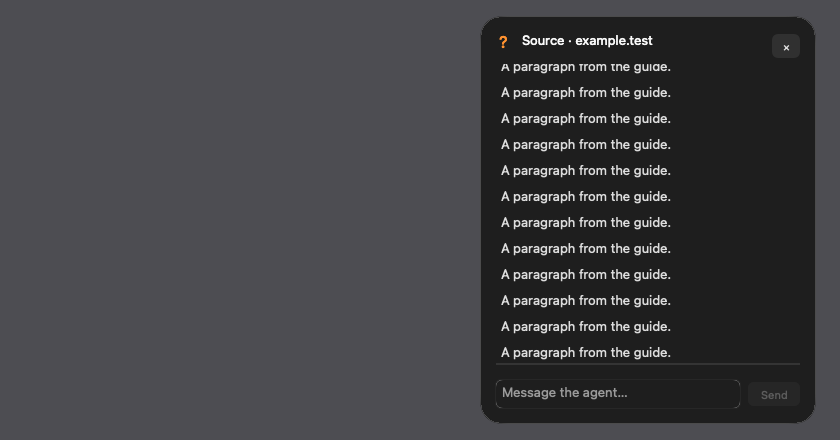 ? Source · example.test
×
A paragraph from the guide.
A paragraph from the guide.
A paragraph from the guide.
A paragraph from the guide.
A paragraph from the guide.
A paragraph from the guide.
A paragraph from the guide.
A paragraph from the guide.
A paragraph from the guide.
A paragraph from the guide.
A paragraph from the guide.
A paragraph from the guide.
Message the agent...
Send